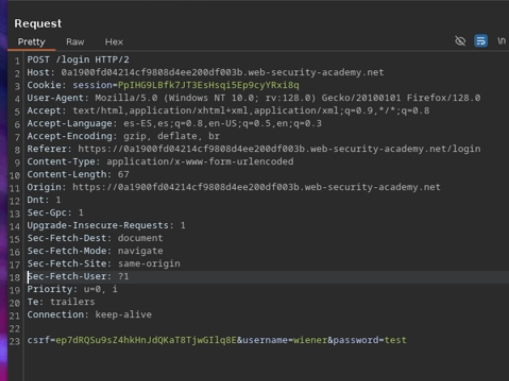 Request
Pretty Raw Hex
\n
1 POST /login HTTP/2
2 Host: 0a1900fd04214cf9808d4ee200df003b.web-security-academy.net
3 Cookie: session=PpIHG9LBfk7JT3EsHsqi5Ep9cyYRxi8q
4 User-Agent: Mozilla/5.0 (Windows NT 10.0; rv:128.0) Gecko/20100101 Firefox/128.0
5 Accept: text/html,application/xhtml+xml,application/xml;q=0.9,*/*;q=0.8
6 Accept-Language: es-ES,es;q=0.8,en-US;q=0.5,en;q=0.3
7 Accept-Encoding: gzip, deflate, br
8 Referer: https://0a1900fd04214cf9808d4ee200df003b.web-security-academy.net/login
9 Content-Type: application/x-www-form-urlencoded
10 Content-Length: 67
11 Origin: https://0a1900fd04214cf9808d4ee200df003b.web-security-academy.net
12 Dnt: 1
13 Sec-Gpc: 1
14 Upgrade-Insecure-Requests: 1
15 Sec-Fetch-Dest: document
16 Sec-Fetch-Mode: navigate
17 Sec-Fetch-Site: same-origin
18 Sec-Fetch-User: ?1
19 Priority: u=0, i
20 Te: trailers
21 Connection: keep-alive
22
23 csrf=ep7dRQSu9sZ4hkHnJdQKaT8TjwGIlq8E&username=wiener&password=test